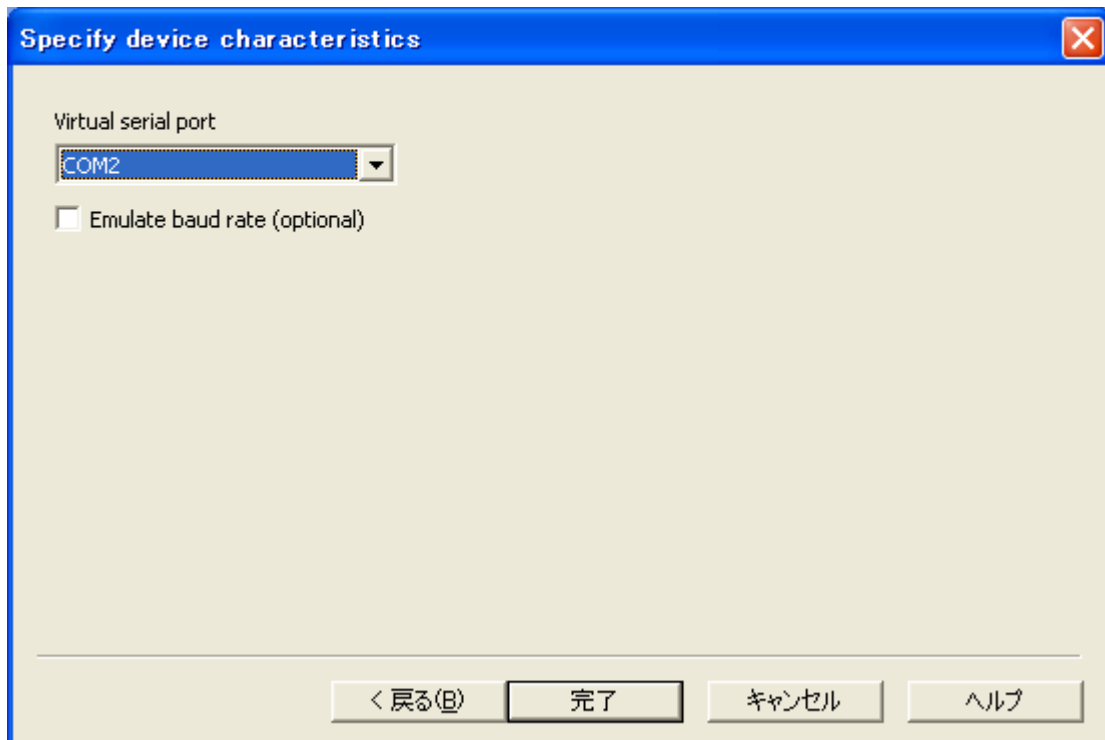 Specify device characteristics
Virtual serial port
COM2
Emulate baud rate (optional)
< 戻る(B) 完了 キャンセル ヘルプ